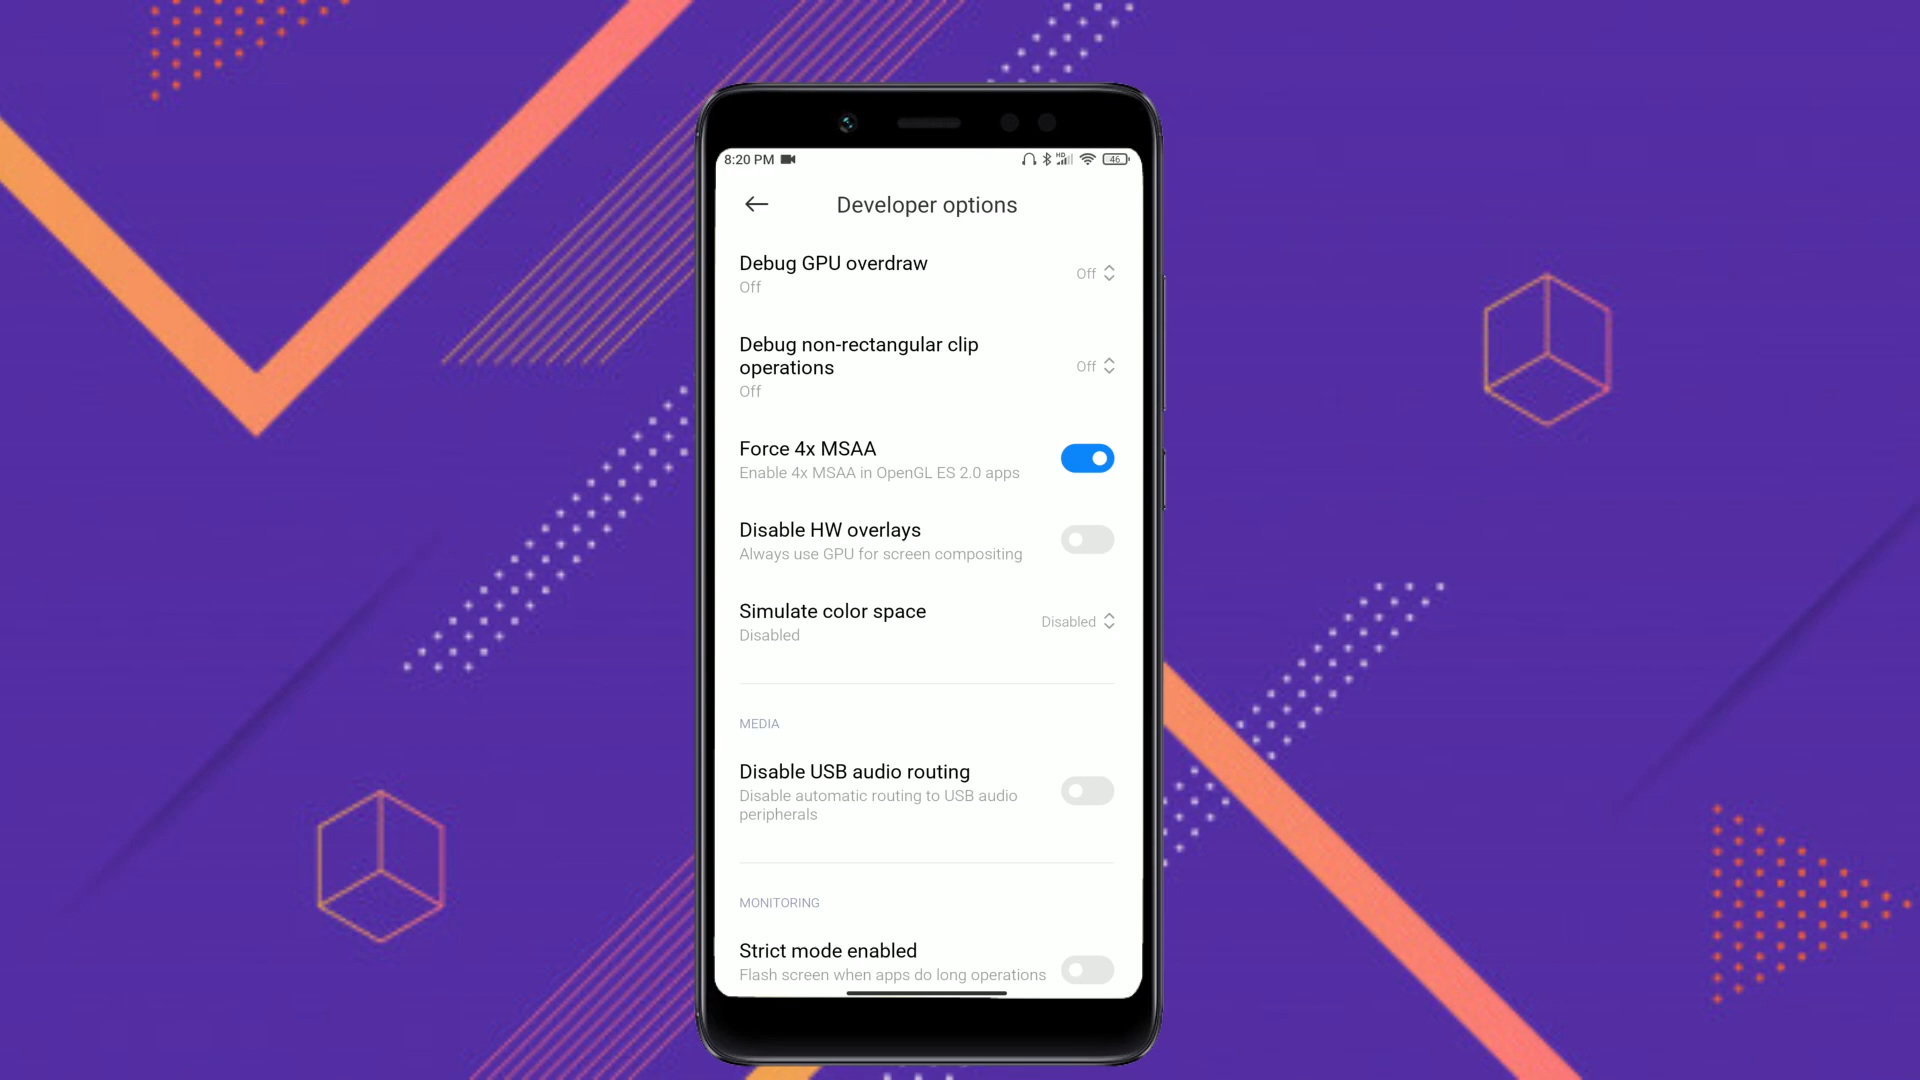 8:20 PM
HD
46
Developer options
Debug GPU overdraw
Off
Off
Debug non-rectangular clip
operations
Off
Off
Force 4x MSAA
Enable 4x MSAA in OpenGL ES 2.0 apps
Disable HW overlays
Always use GPU for screen compositing
Simulate color space
Disabled
Disabled
MEDIA
Disable USB audio routing
Disable automatic routing to USB audio
peripherals
MONITORING
Strict mode enabled
Flash screen when apps do long operations